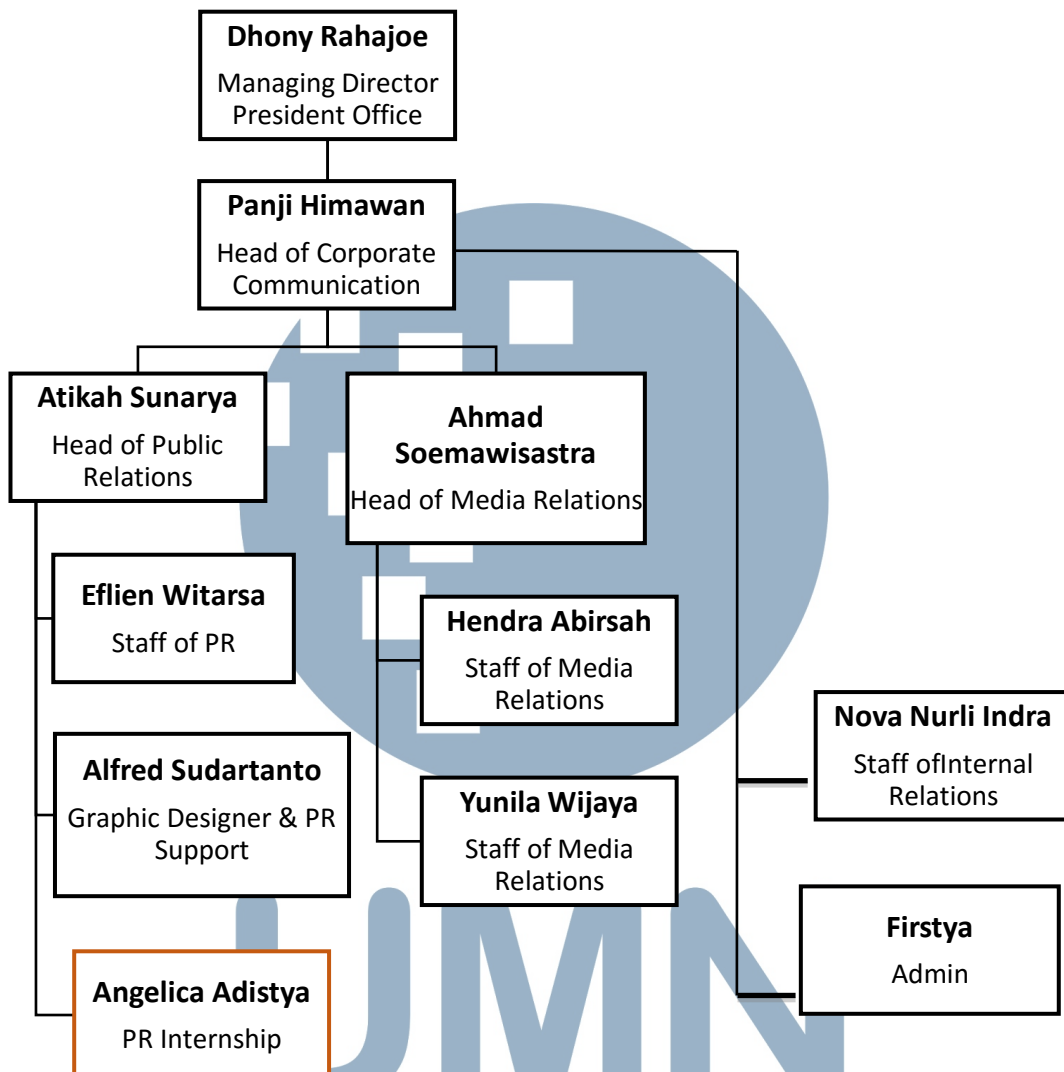 Dhony Rahajoe
Managing Director
President Office
Panji Himawan
Head of Corporate
Communication
Atikah Sunarya
Head of Public
Relations
Ahmad
Soemawisastra
Head of Media Relations
Eflien Witarsa
Staff of PR
Hendra Abirsah
Staff of Media
Relations
Nova Nurli Indra
Staff ofInternal
Relations
Alfred Sudartanto
Graphic Designer & PR
Support
Yunila Wijaya
Staff of Media
Relations
Firstya
Admin
Angelica Adistya
PR Internship
UMN